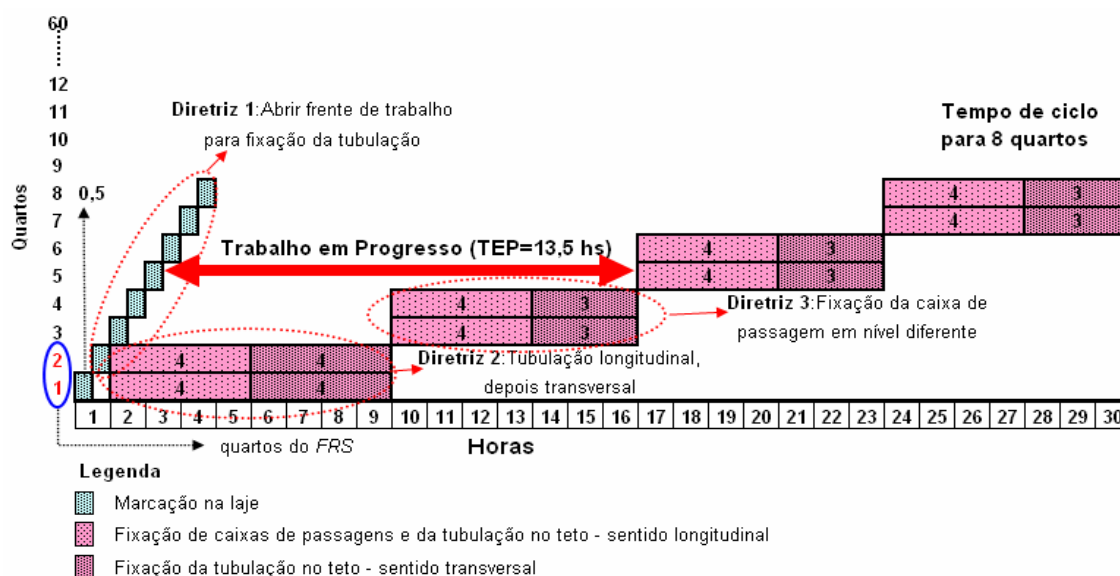 60
12
11
10
9
8
7
6
5
4
3
2
1
Quartos
0,5
Diretriz 1:Abrir frente de trabalho
para fixação da tubulação
Tempo de ciclo
para 8 quartos
4 3
4 3
Trabalho em Progresso (TEP=13,5 hs)
4 3
4 3
4 3
4 3
Diretriz 3:Fixação da caixa de
passagem em nível diferente
4 4
4 4
Diretriz 2:Tubulação longitudinal,
depois transversal
1 2 3 4 5 6 7 8 9 10 11 12 13 14 15 16 17 18 19 20 21 22 23 24 25 26 27 28 29 30
quartos do FRS
Horas
Legenda
Marcação na laje
Fixação de caixas de passagens e da tubulação no teto - sentido longitudinal
Fixação da tubulação no teto - sentido transversal